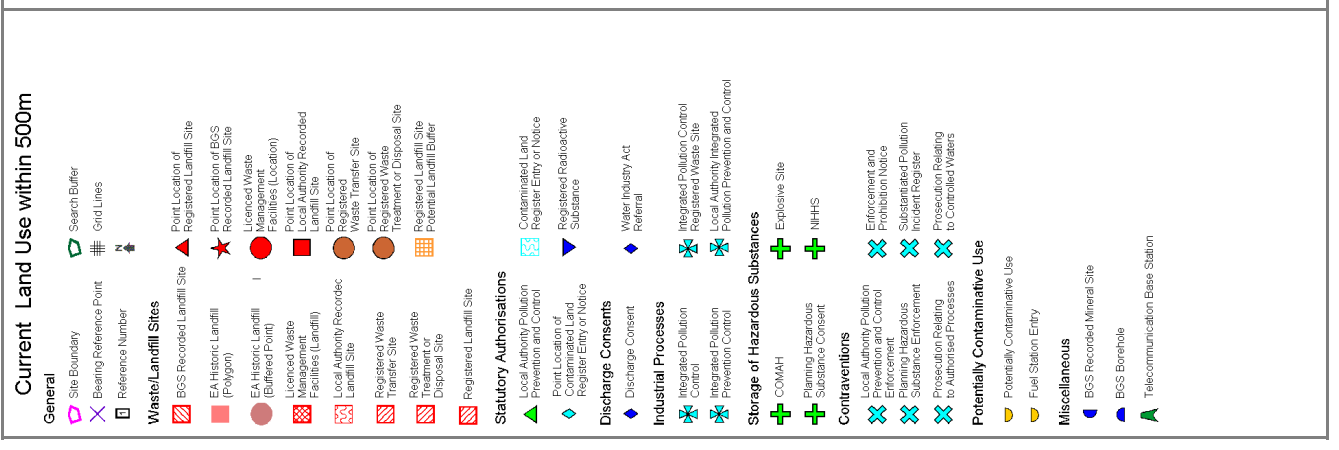 Current Land Use within 500m
General
Site Boundary
Search Buffer
Bearing Reference Point
Grid Lines
1
Reference Number
N
Waste/Landfill Sites
BGS Recorded Landfill Site
Point Location of
Registered Landfill Site
EA Historic Landfill
(Polygon)
Point Location of BGS
Recorded Landfill Site
EA Historic Landfill
(Buffered Point)
Licenced Waste
Management
Facilities (Location)
Licenced Waste
Management
Facilities (Landfill)
Point Location of
Local Authority Recorded
Landfill Site
Local Authority Recordec
Landfill Site
Point Location of
Registered
Waste Transfer Site
Registered Waste
Transfer Site
Point Location of
Registered Waste
Treatment or Disposal Site
Registered Waste
Treatment or
Disposal Site
Registered Landfill Site
Potential Landfill Buffer
Registered Landfill Site
Statutory Authorisations
Local Authority Pollution
Prevention and Control
Contaminated Land
Register Entry or Notice
Point Location of
Contaminated Land
Register Entry or Notice
Registered Radioactive
Substance
Discharge Consents
Discharge Consent
Water Industry Act
Referral
Industrial Processes
Integrated Pollution
Control
Integrated Pollution Control
Registered Waste Site
Integrated Pollution
Prevention Control
Local Authority Integrated
Pollution Prevention and Control
Storage of Hazardous Substances
COMAH
Explosive Site
Planning Hazardous
Substance Consent
NIHHS
Contraventions
Local Authority Pollution
Prevention and Control
Enforcement
Enforcement and
Prohibition Notice
Planning Hazardous
Substance Enforcement
Substantiated Pollution
Incident Register
Prosecution Relating
to Authorised Processes
Prosecution Relating
to Controlled Waters
Potentially Contaminative Use
Potentially Contaminative Use
Fuel Station Entry
Miscellaneous
BGS Recorded Mineral Site
BGS Borehole
Telecommunication Base Station